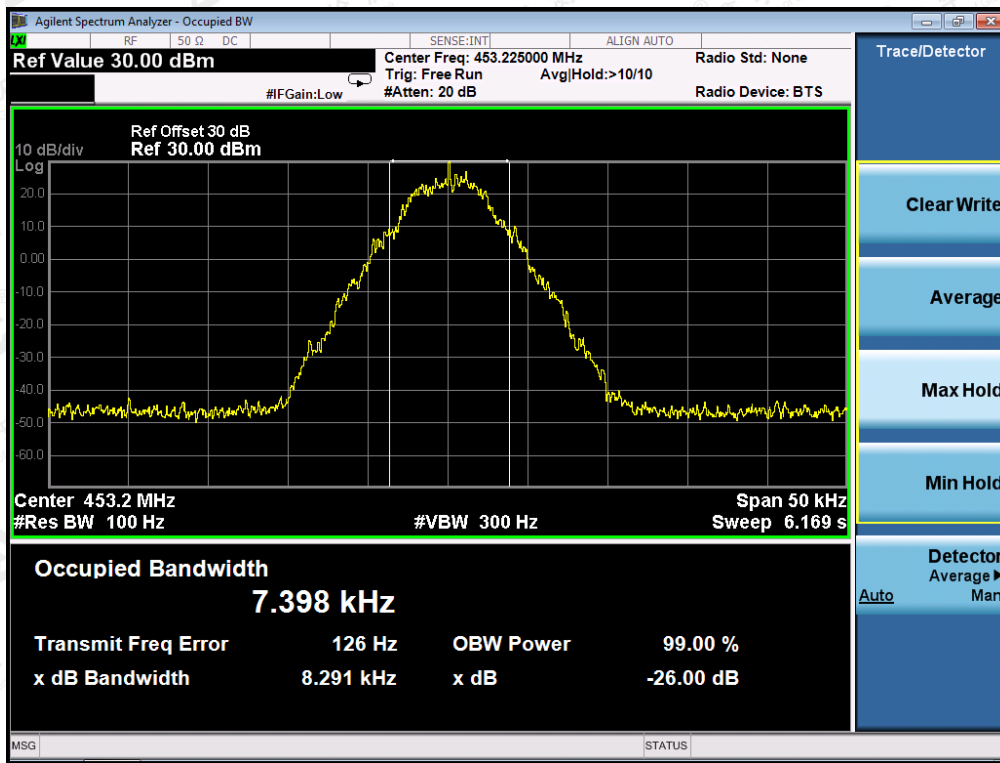 Agilent Spectrum Analyzer - Occupied BW
LXI RF 50 Ω DC SENSE:INT ALIGN AUTO
Ref Value 30.00 dBm
Center Freq: 453.225000 MHz Radio Std: None
Trig: Free Run Avg|Hold:>10/10
#IFGain:Low #Atten: 20 dB Radio Device: BTS
Ref Offset 30 dB
10 dB/div Ref 30.00 dBm
Log
20.0
10.0
0.00
-10.0
-20.0
-30.0
-40.0
-50.0
-60.0
Center 453.2 MHz Span 50 kHz
#Res BW 100 Hz #VBW 300 Hz Sweep 6.169 s
Occupied Bandwidth
7.398 kHz
Transmit Freq Error 126 Hz OBW Power 99.00 %
x dB Bandwidth 8.291 kHz x dB -26.00 dB
MSG STATUS
Trace/Detector
Clear Write
Average
Max Hold
Min Hold
Detector
Average
Auto Man